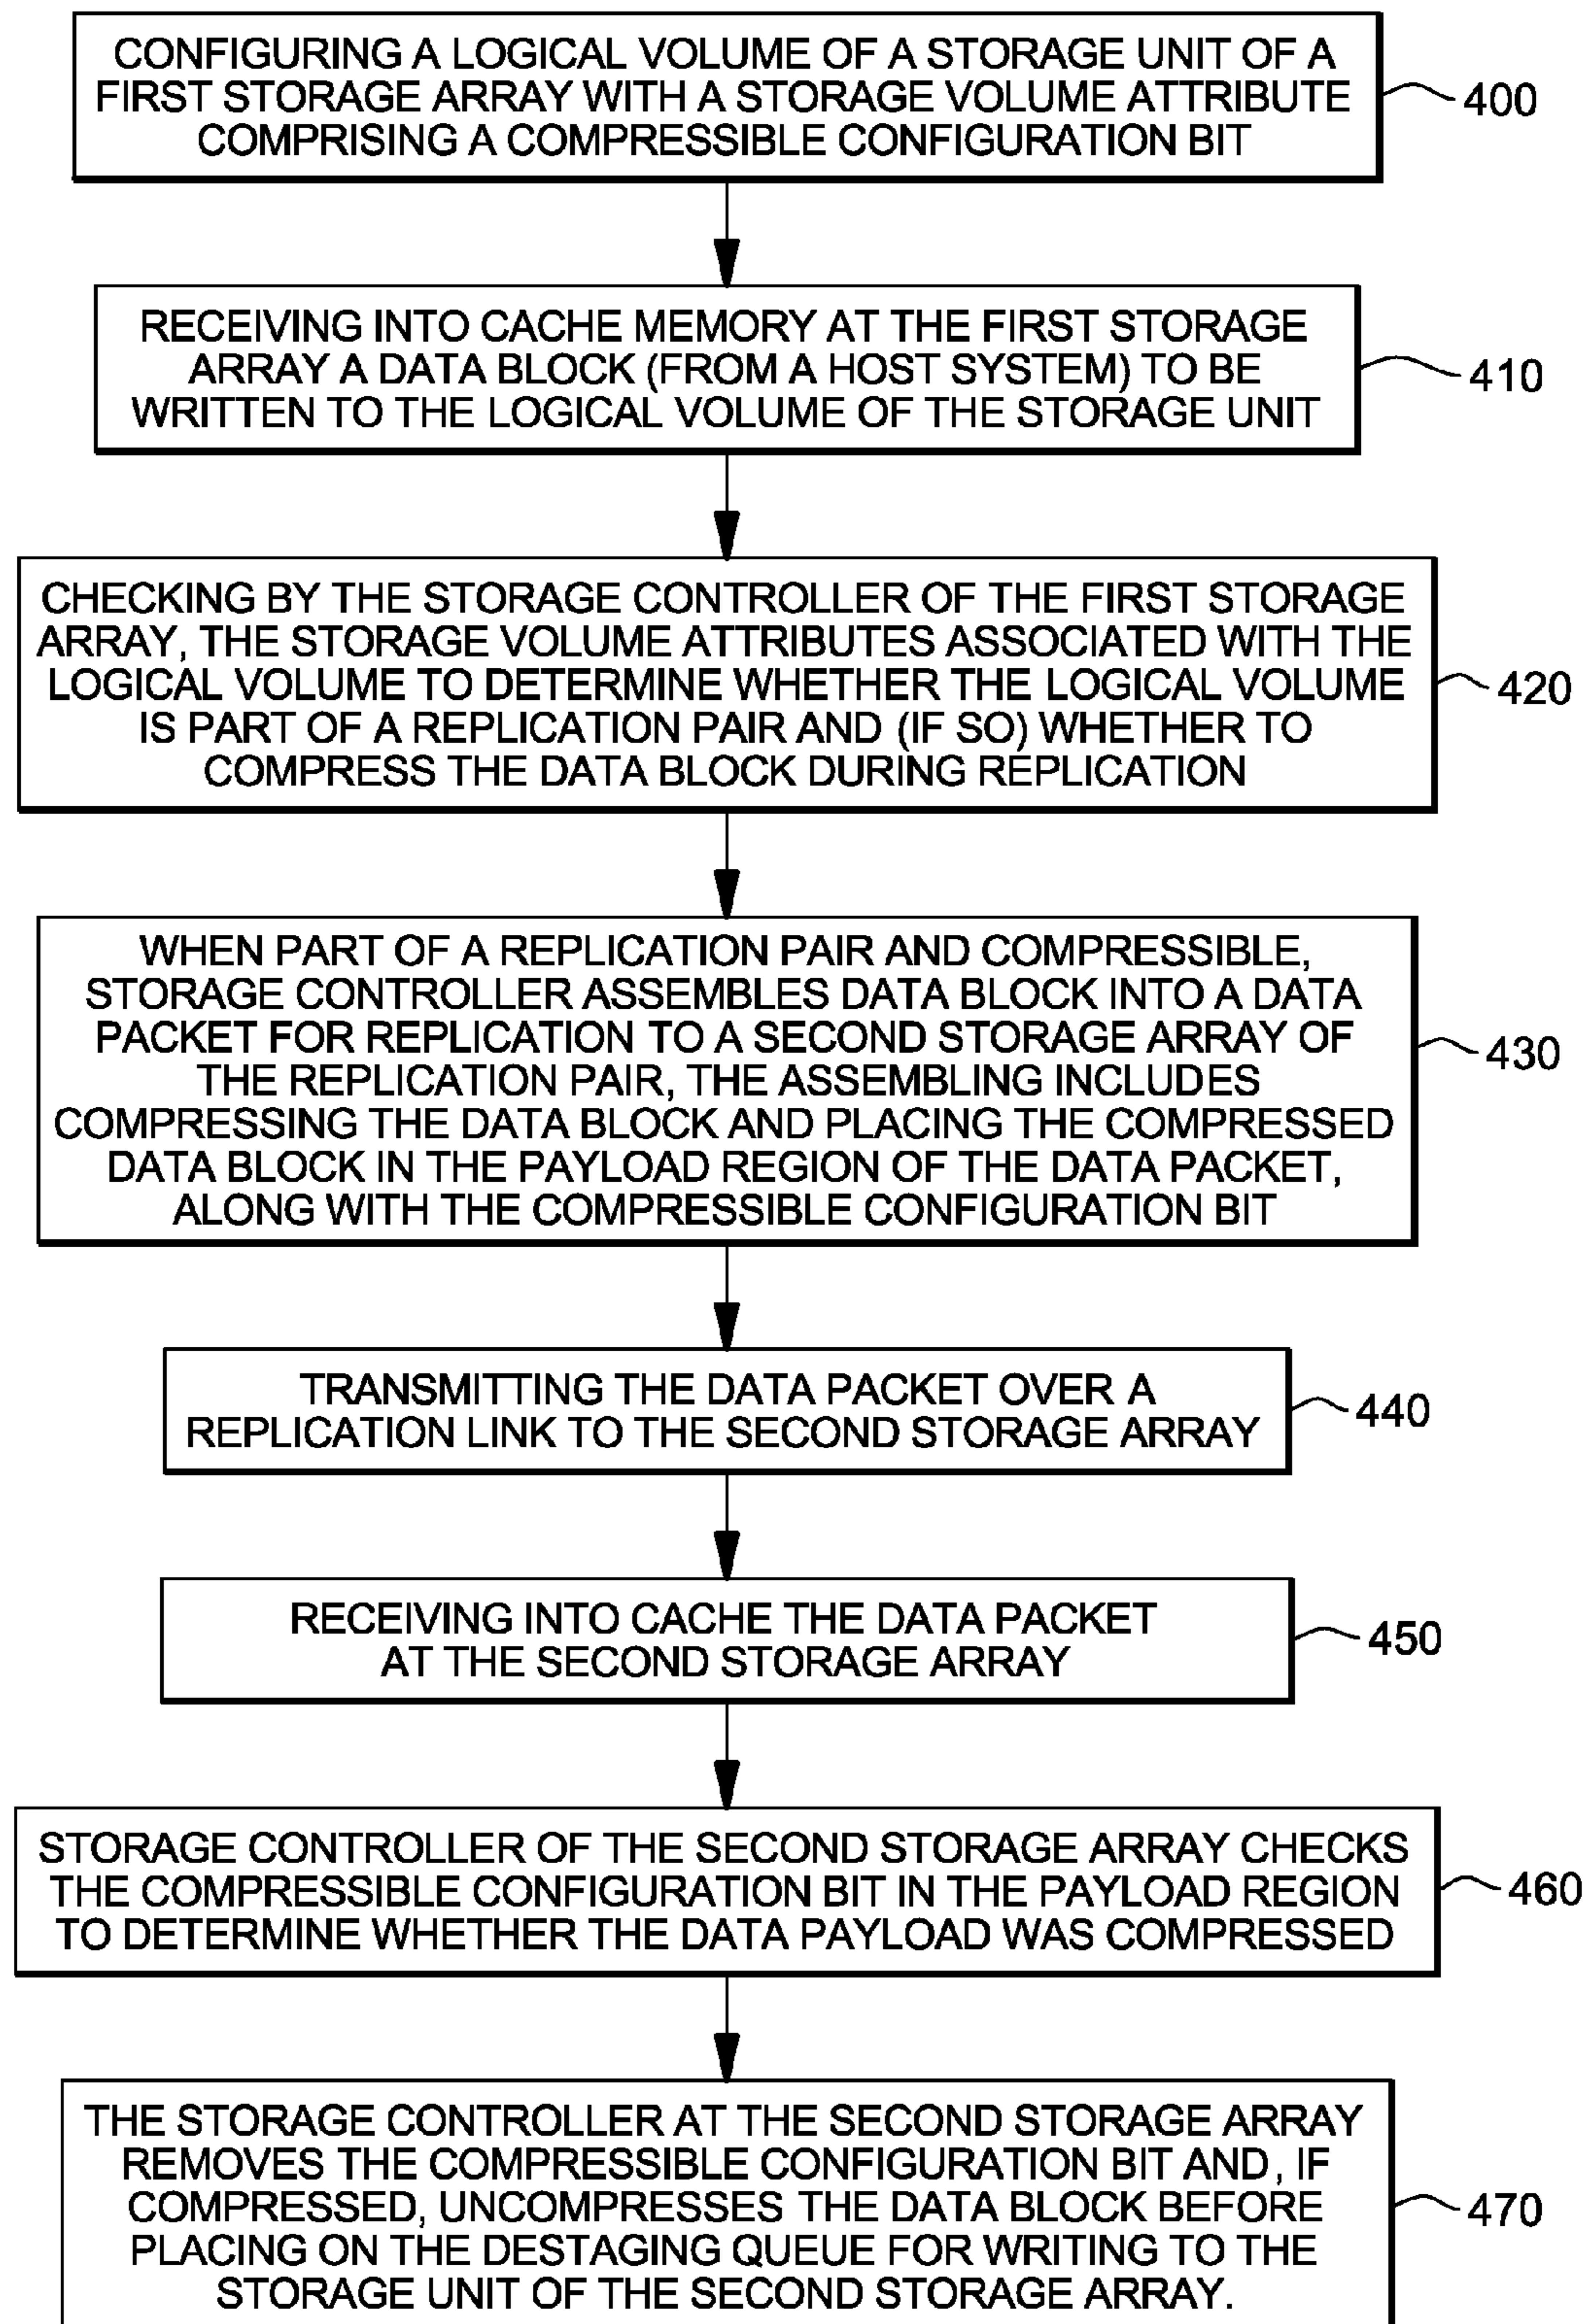 CONFIGURING A LOGICAL VOLUME OF A STORAGE UNIT OF A
FIRST STORAGE ARRAY WITH A STORAGE VOLUME ATTRIBUTE
COMPRISING A COMPRESSIBLE CONFIGURATION BIT
400
RECEIVING INTO CACHE MEMORY AT THE FIRST STORAGE
ARRAY A DATA BLOCK (FROM A HOST SYSTEM) TO BE
WRITTEN TO THE LOGICAL VOLUME OF THE STORAGE UNIT
410
CHECKING BY THE STORAGE CONTROLLER OF THE FIRST STORAGE
ARRAY, THE STORAGE VOLUME ATTRIBUTES ASSOCIATED WITH THE
LOGICAL VOLUME TO DETERMINE WHETHER THE LOGICAL VOLUME
IS PART OF A REPLICATION PAIR AND (IF SO) WHETHER TO
COMPRESS THE DATA BLOCK DURING REPLICATION
420
WHEN PART OF A REPLICATION PAIR AND COMPRESSIBLE,
STORAGE CONTROLLER ASSEMBLES DATA BLOCK INTO A DATA
PACKET FOR REPLICATION TO A SECOND STORAGE ARRAY OF
THE REPLICATION PAIR, THE ASSEMBLING INCLUDES
COMPRESSING THE DATA BLOCK AND PLACING THE COMPRESSED
DATA BLOCK IN THE PAYLOAD REGION OF THE DATA PACKET,
ALONG WITH THE COMPRESSIBLE CONFIGURATION BIT
430
TRANSMITTING THE DATA PACKET OVER A
REPLICATION LINK TO THE SECOND STORAGE ARRAY
440
RECEIVING INTO CACHE THE DATA PACKET
AT THE SECOND STORAGE ARRAY
450
STORAGE CONTROLLER OF THE SECOND STORAGE ARRAY CHECKS
THE COMPRESSIBLE CONFIGURATION BIT IN THE PAYLOAD REGION
TO DETERMINE WHETHER THE DATA PAYLOAD WAS COMPRESSED
460
THE STORAGE CONTROLLER AT THE SECOND STORAGE ARRAY
REMOVES THE COMPRESSIBLE CONFIGURATION BIT AND, IF
COMPRESSED, UNCOMPRESSES THE DATA BLOCK BEFORE
PLACING ON THE DESTAGING QUEUE FOR WRITING TO THE
STORAGE UNIT OF THE SECOND STORAGE ARRAY.
470